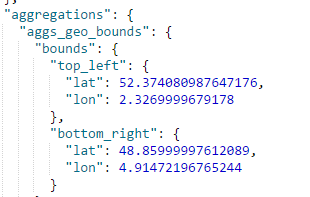 },
"aggregations": {
"aggs_geo_bounds": {
"bounds": {
"top_left": {
"lat": 52.374080987647176,
"lon": 2.3269999679178
},
"bottom_right": {
"lat": 48.85999997612089,
"lon": 4.91472196765244
}